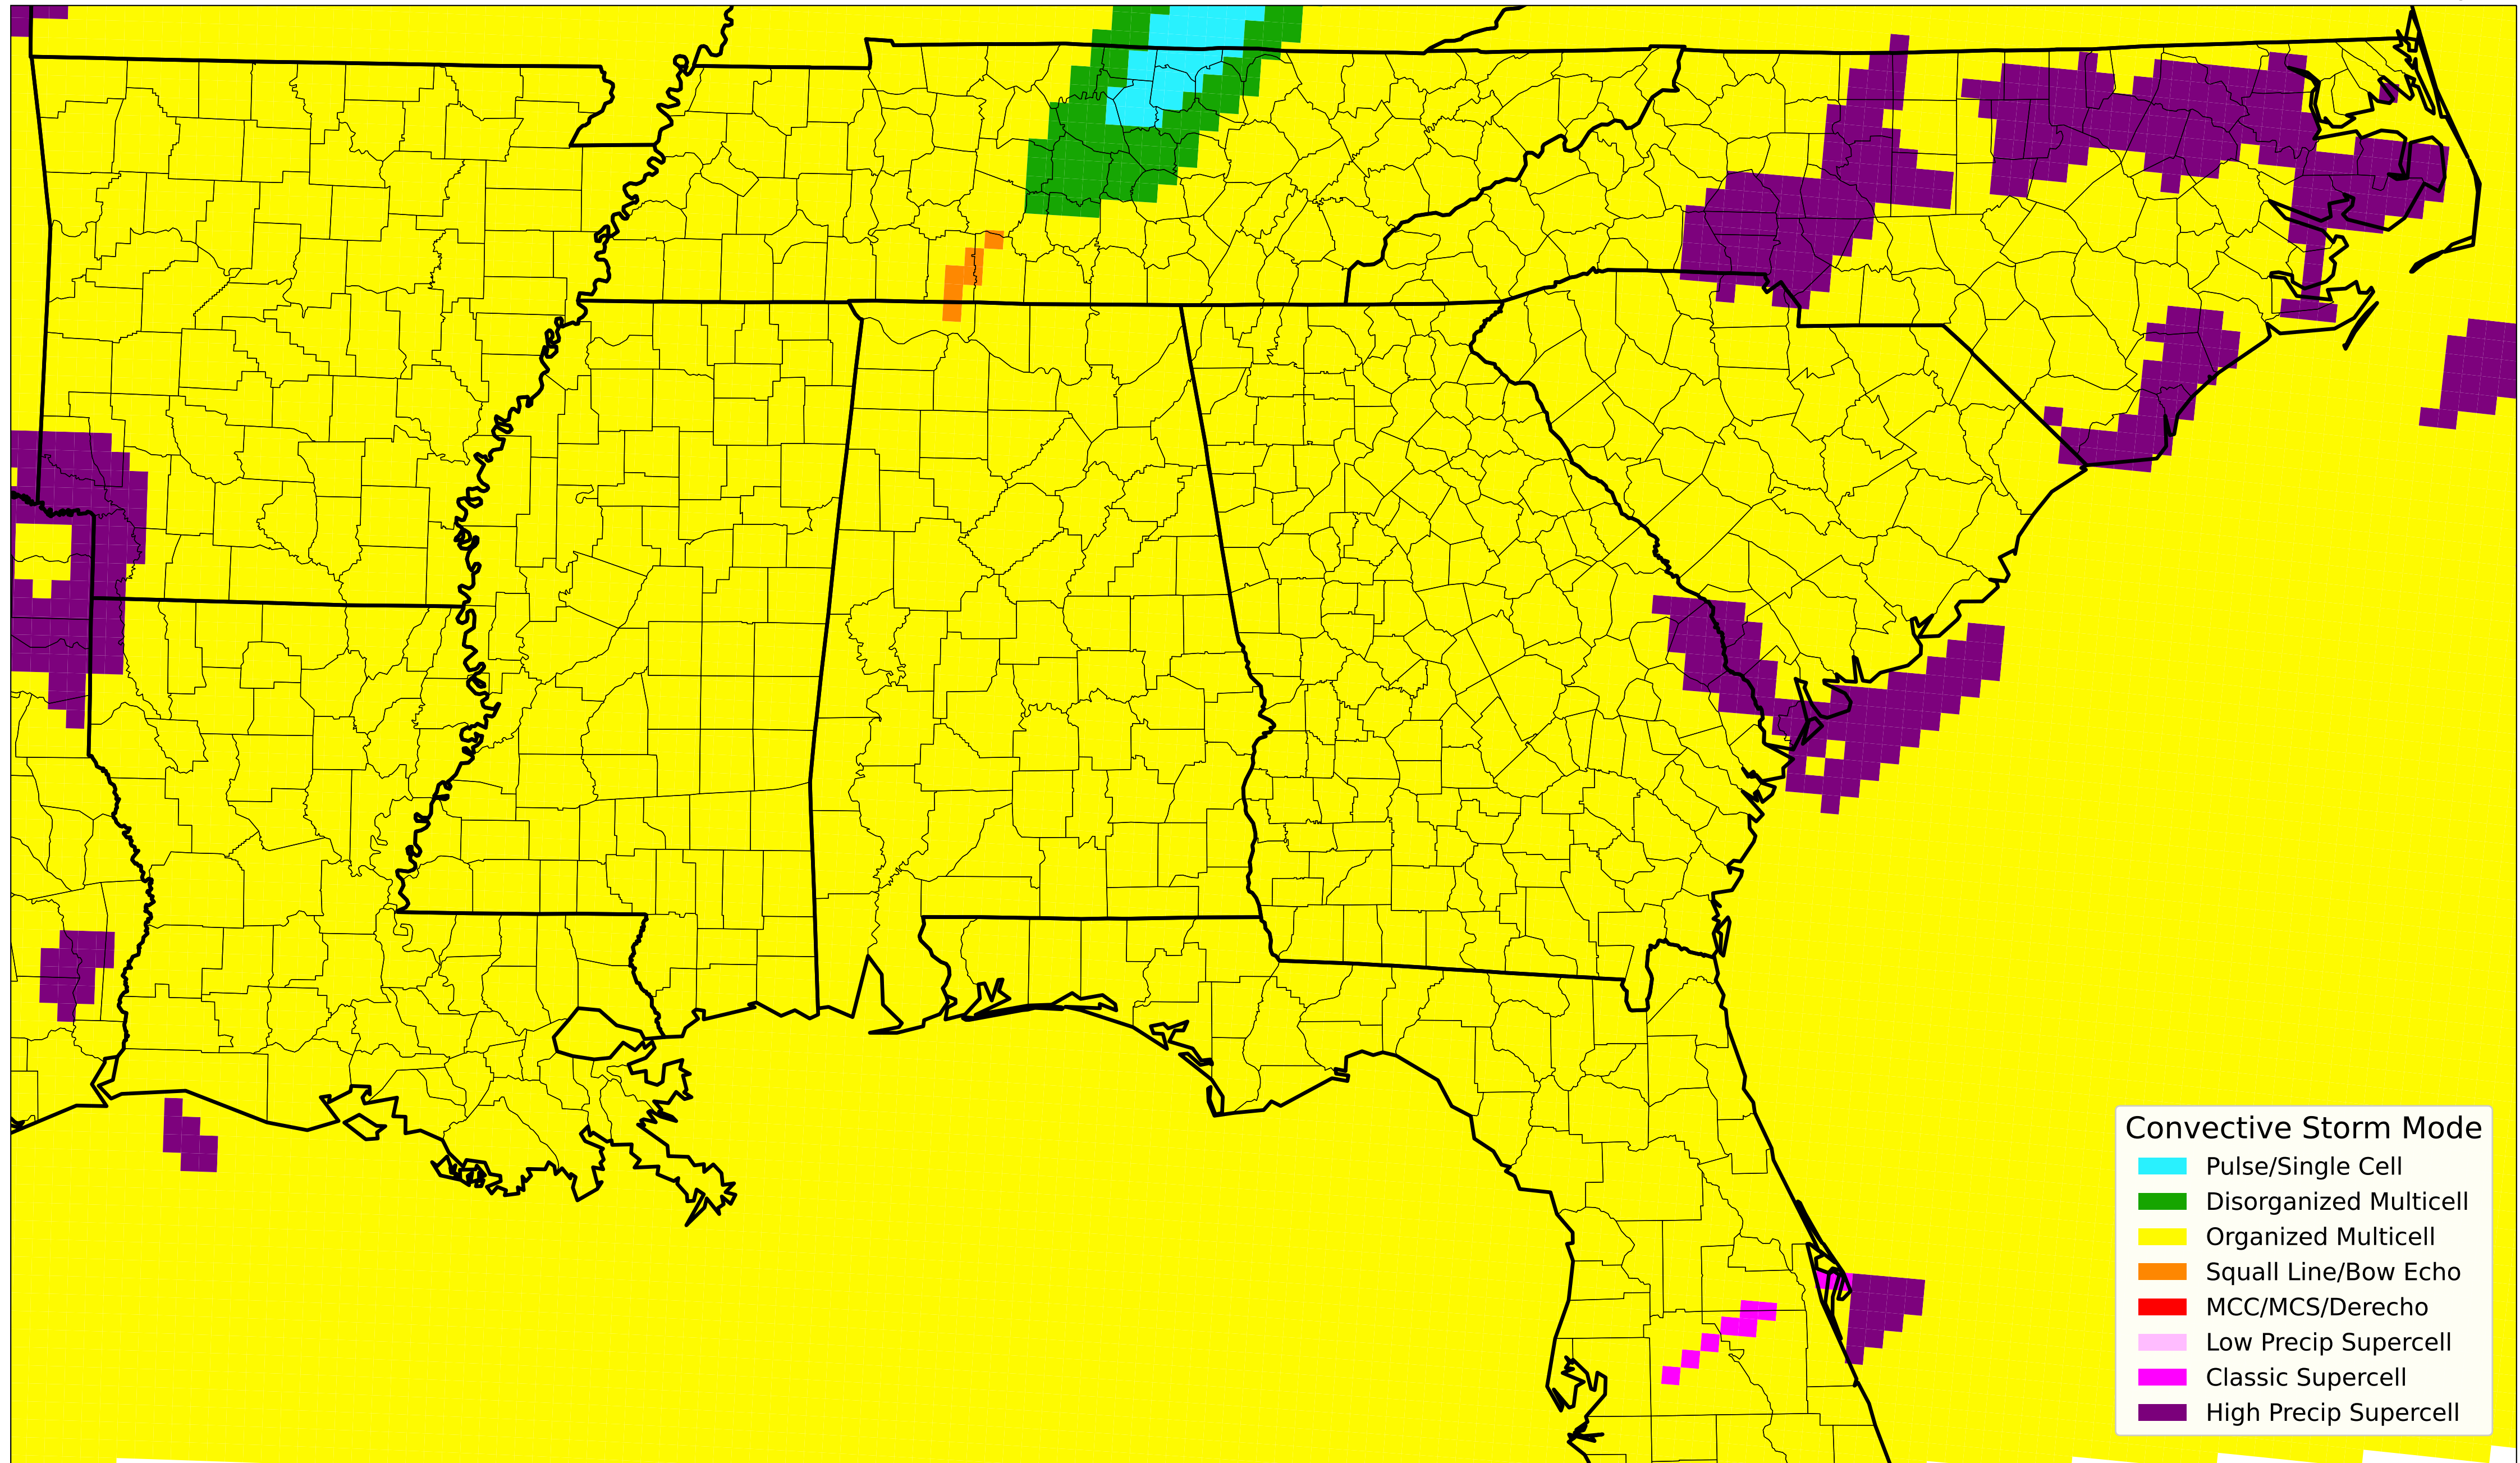 Convective Storm Mode
Pulse/Single Cell
Disorganized Multicell
Organized Multicell
Squall Line/Bow Echo
MCC/MCS/Derecho
Low Precip Supercell
Classic Supercell
High Precip Supercell